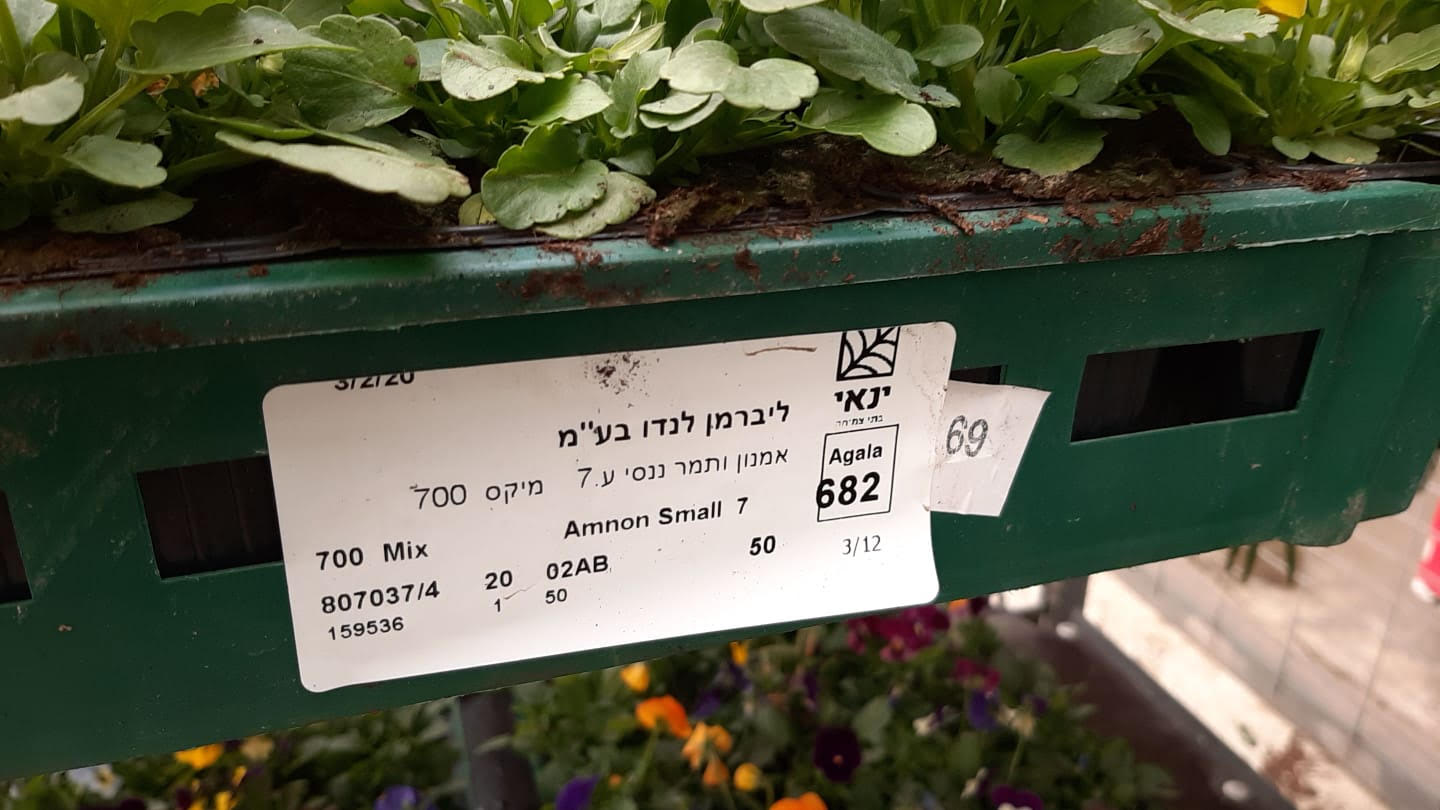 3/2/20
ליברמן לנדו בע"מ
אמנון ותמר ננסי ע.7 מיקס 700
Amnon Small 7
700 Mix
807037/4 20 02AB 50
159536 1 50
ינאי
בתי צמיחה
Agala
682
3/12
69